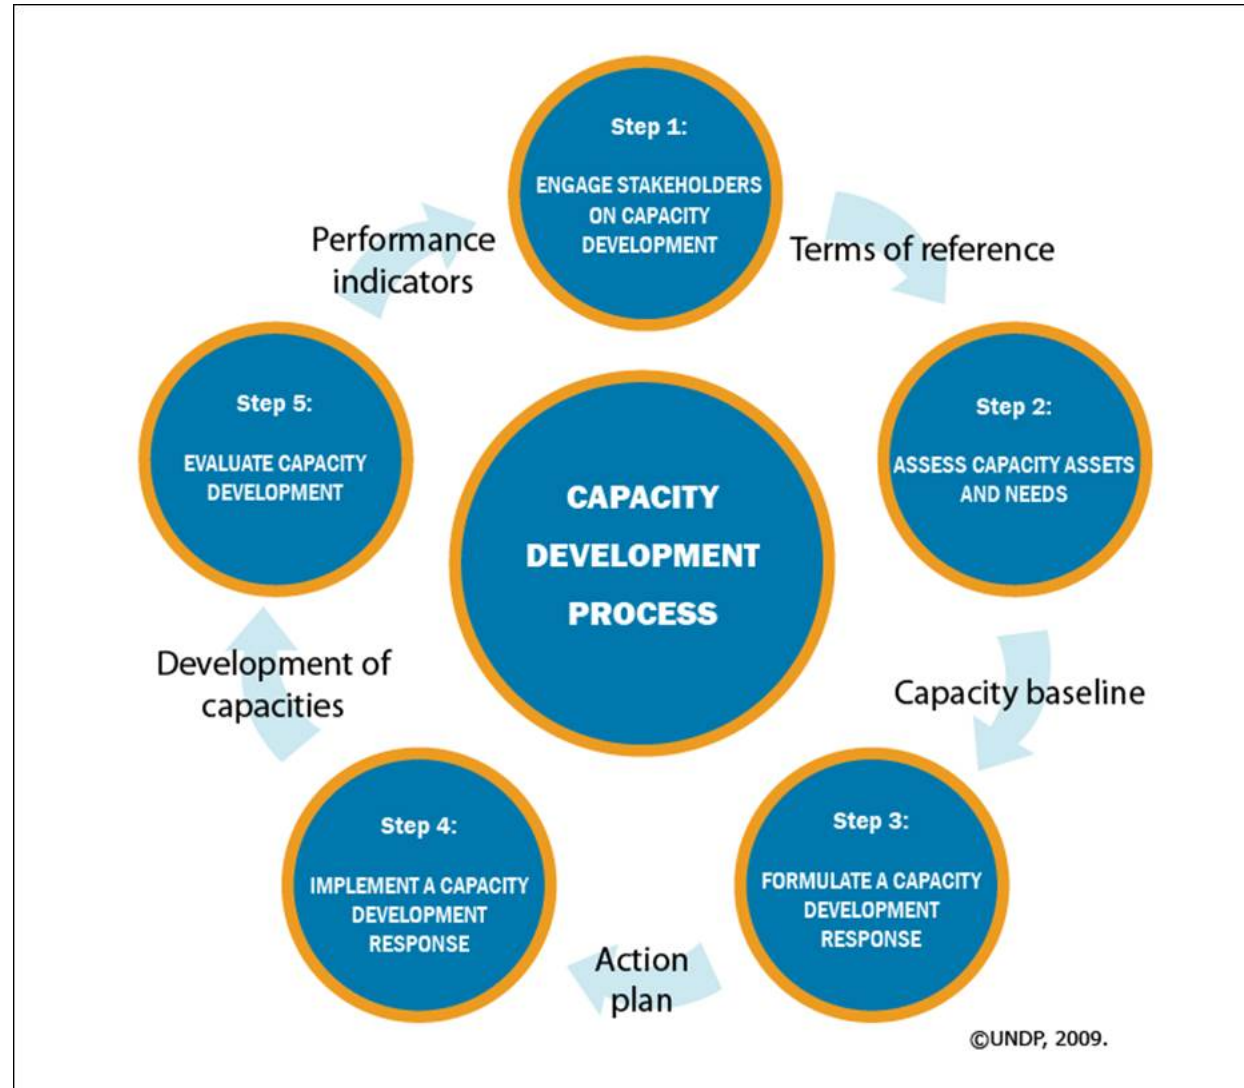 Step 1:
ENGAGE STAKEHOLDERS
ON CAPACITY
DEVELOPMENT
Terms of reference
Step 2:
ASSESS CAPACITY ASSETS
AND NEEDS
Capacity baseline
Step 3:
FORMULATE A CAPACITY
DEVELOPMENT
RESPONSE
Action
plan
Step 4:
IMPLEMENT A CAPACITY
DEVELOPMENT
RESPONSE
Development of
capacities
Step 5:
EVALUATE CAPACITY
DEVELOPMENT
Performance
indicators
CAPACITY
DEVELOPMENT
PROCESS
©UNDP, 2009.